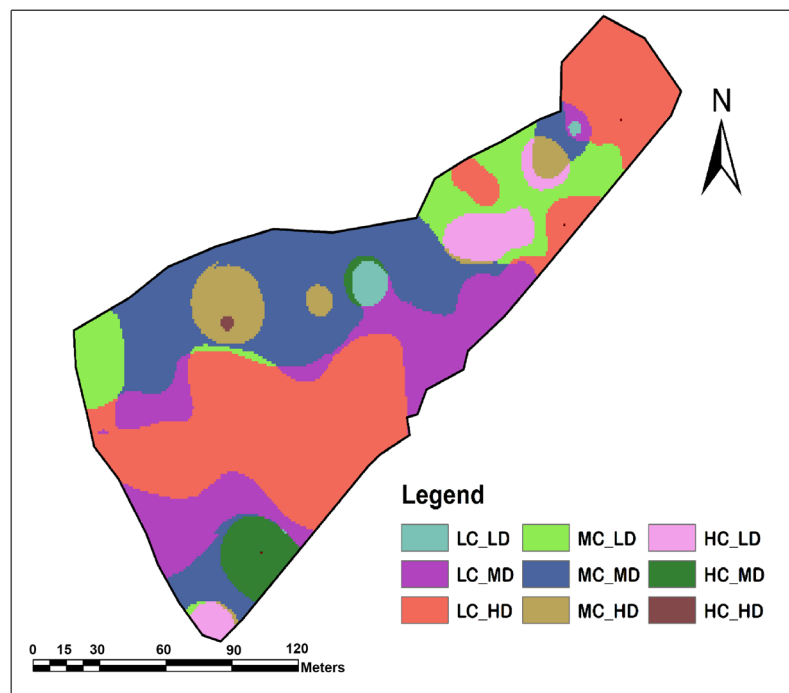 N
Legend
LC_LD MC_LD HC_LD
LC_MD MC_MD HC_MD
LC_HD MC_HD HC_HD
0 15 30 60 90 120
Meters